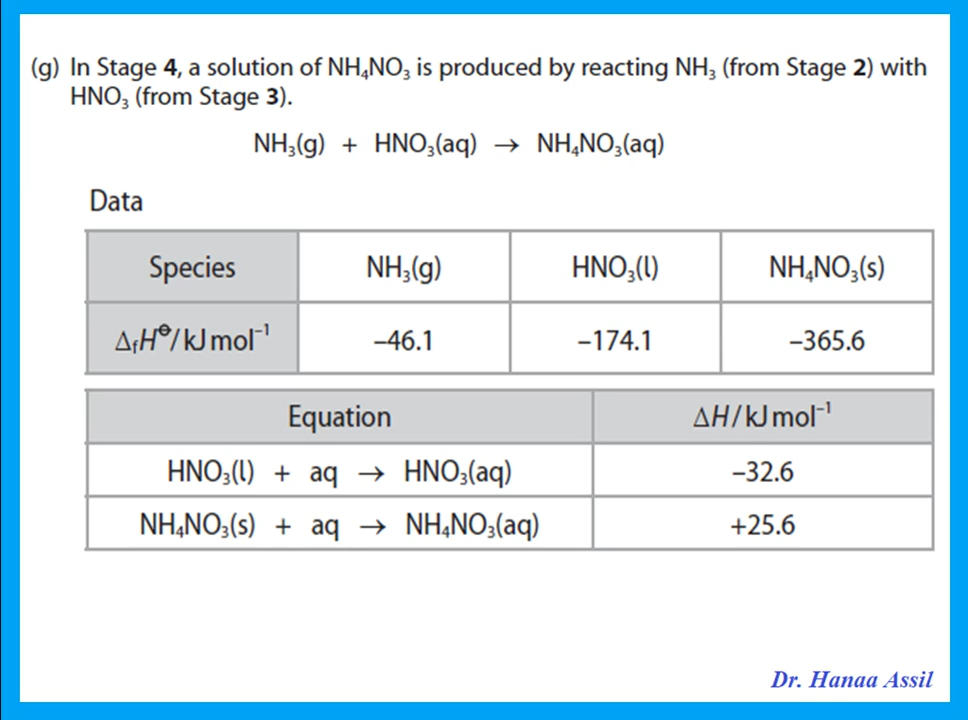 (g) In Stage 4, a solution of NH₄NO₃ is produced by reacting NH₃ (from Stage 2) with
HNO₃ (from Stage 3).
NH₃(g) + HNO₃(aq) → NH₄NO₃(aq)
Data
Species NH₃(g) HNO₃(l) NH₄NO₃(s)
ΔfH⦵/kJ mol⁻¹ –46.1 –174.1 –365.6
Equation ΔH/kJ mol⁻¹
HNO₃(l) + aq → HNO₃(aq) –32.6
NH₄NO₃(s) + aq → NH₄NO₃(aq) +25.6
Dr. Hanaa Assil